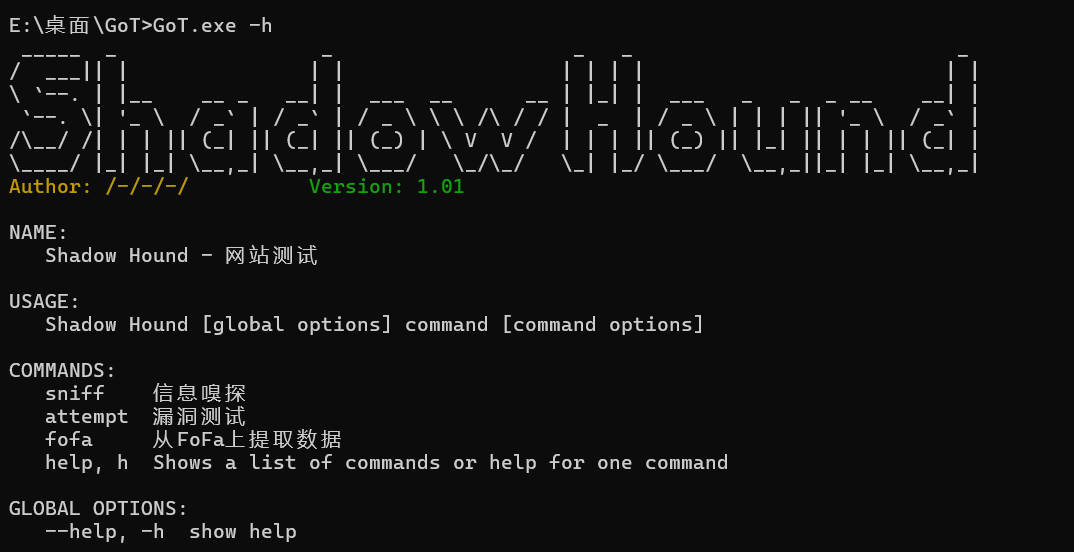 E:\桌面\GoT>GoT.exe -h
ShadowHound
Author: /-/-/-/ Version: 1.01
NAME:
Shadow Hound - 网站测试
USAGE:
Shadow Hound [global options] command [command options]
COMMANDS:
sniff 信息嗅探
attempt 漏洞测试
fofa 从FoFa上提取数据
help, h Shows a list of commands or help for one command
GLOBAL OPTIONS:
--help, -h show help